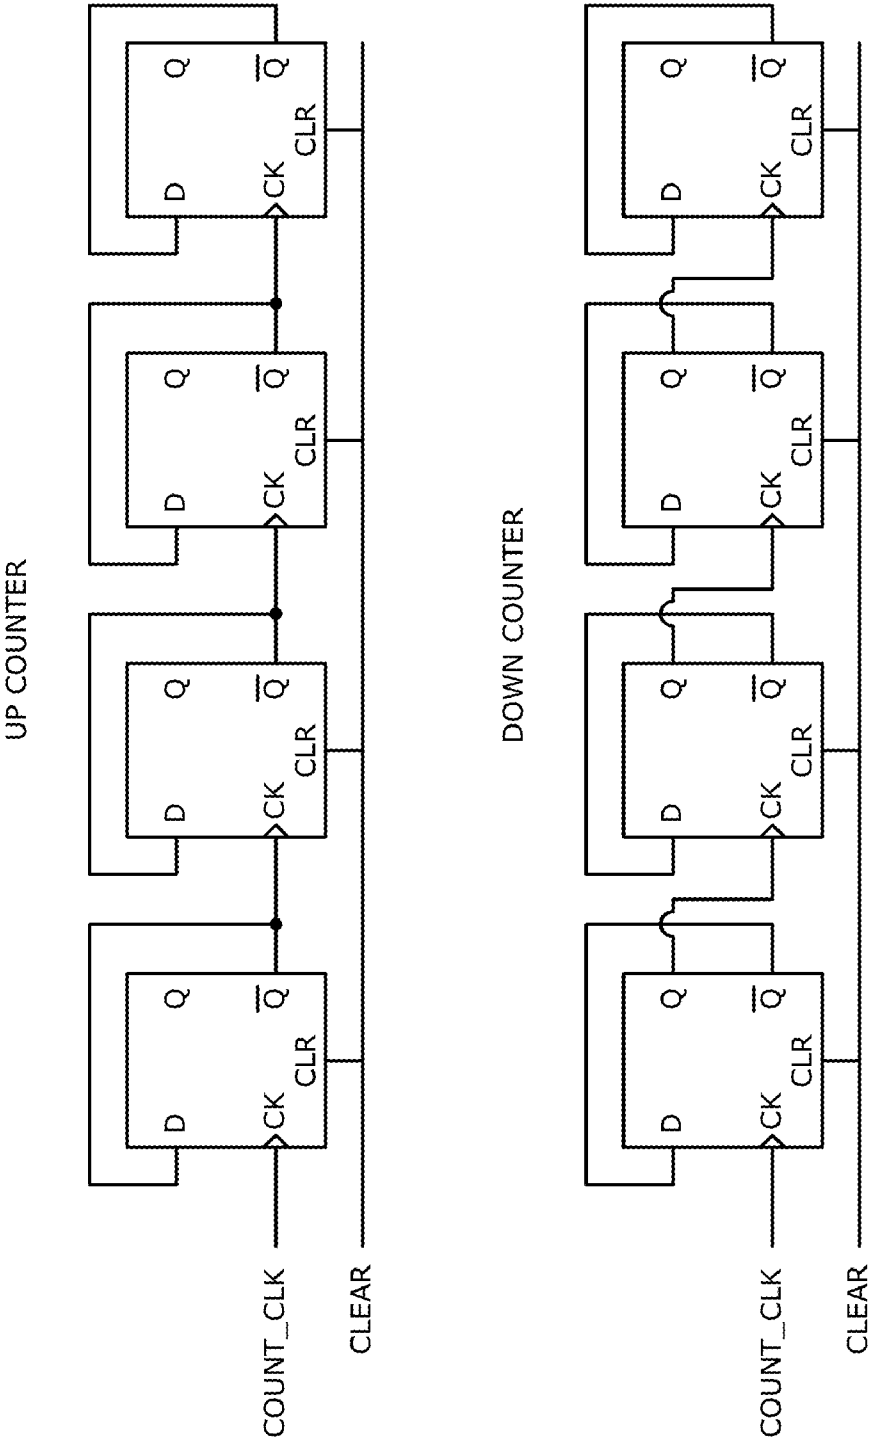 UP COUNTER
D Q D Q D Q D Q
COUNT_CLK CK Q̅ CK Q̅ CK Q̅ CK Q̅
CLR CLR CLR CLR
CLEAR
DOWN COUNTER
D Q D Q D Q D Q
COUNT_CLK CK Q̅ CK Q̅ CK Q̅ CK Q̅
CLR CLR CLR CLR
CLEAR